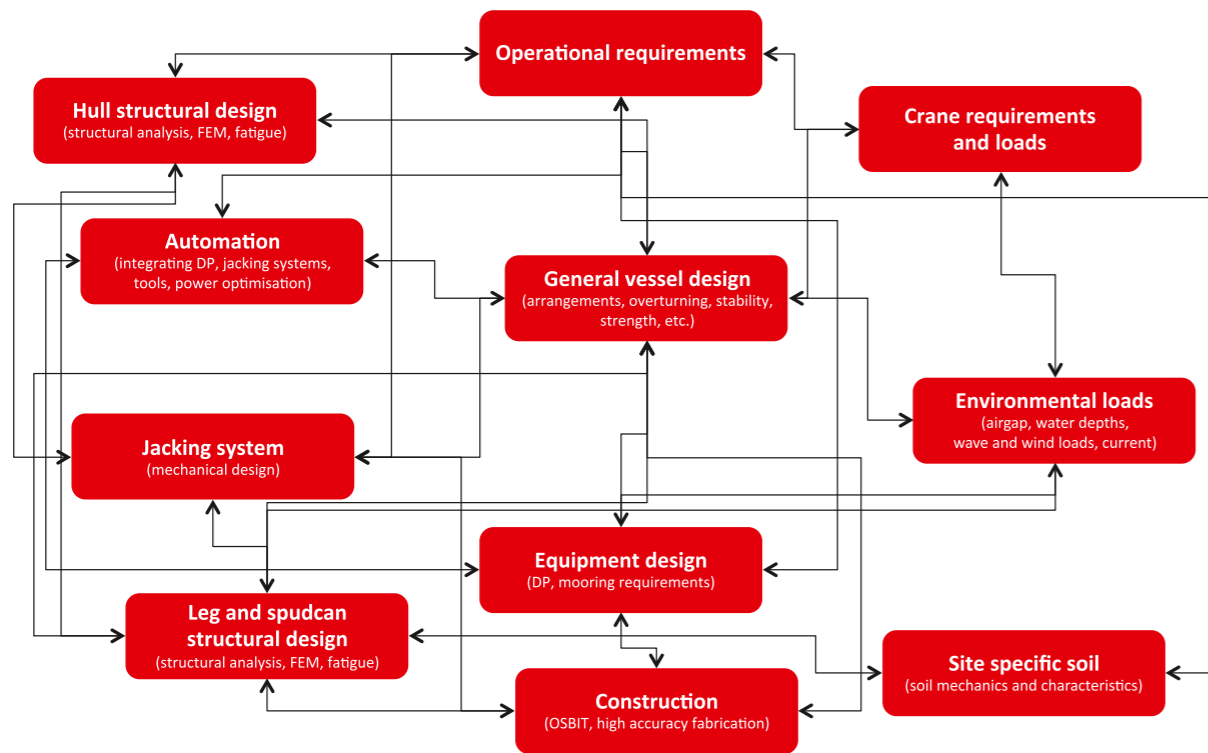 Operational requirements
Hull structural design
(structural analysis, FEM, fatigue)
Crane requirements
and loads
Automation
(integrating DP, jacking systems,
tools, power optimisation)
General vessel design
(arrangements, overturning, stability,
strength, etc.)
Environmental loads
(airgap, water depths,
wave and wind loads, current)
Jacking system
(mechanical design)
Equipment design
(DP, mooring requirements)
Leg and spudcan
structural design
(structural analysis, FEM, fatigue)
Site specific soil
(soil mechanics and characteristics)
Construction
(OSBIT, high accuracy fabrication)